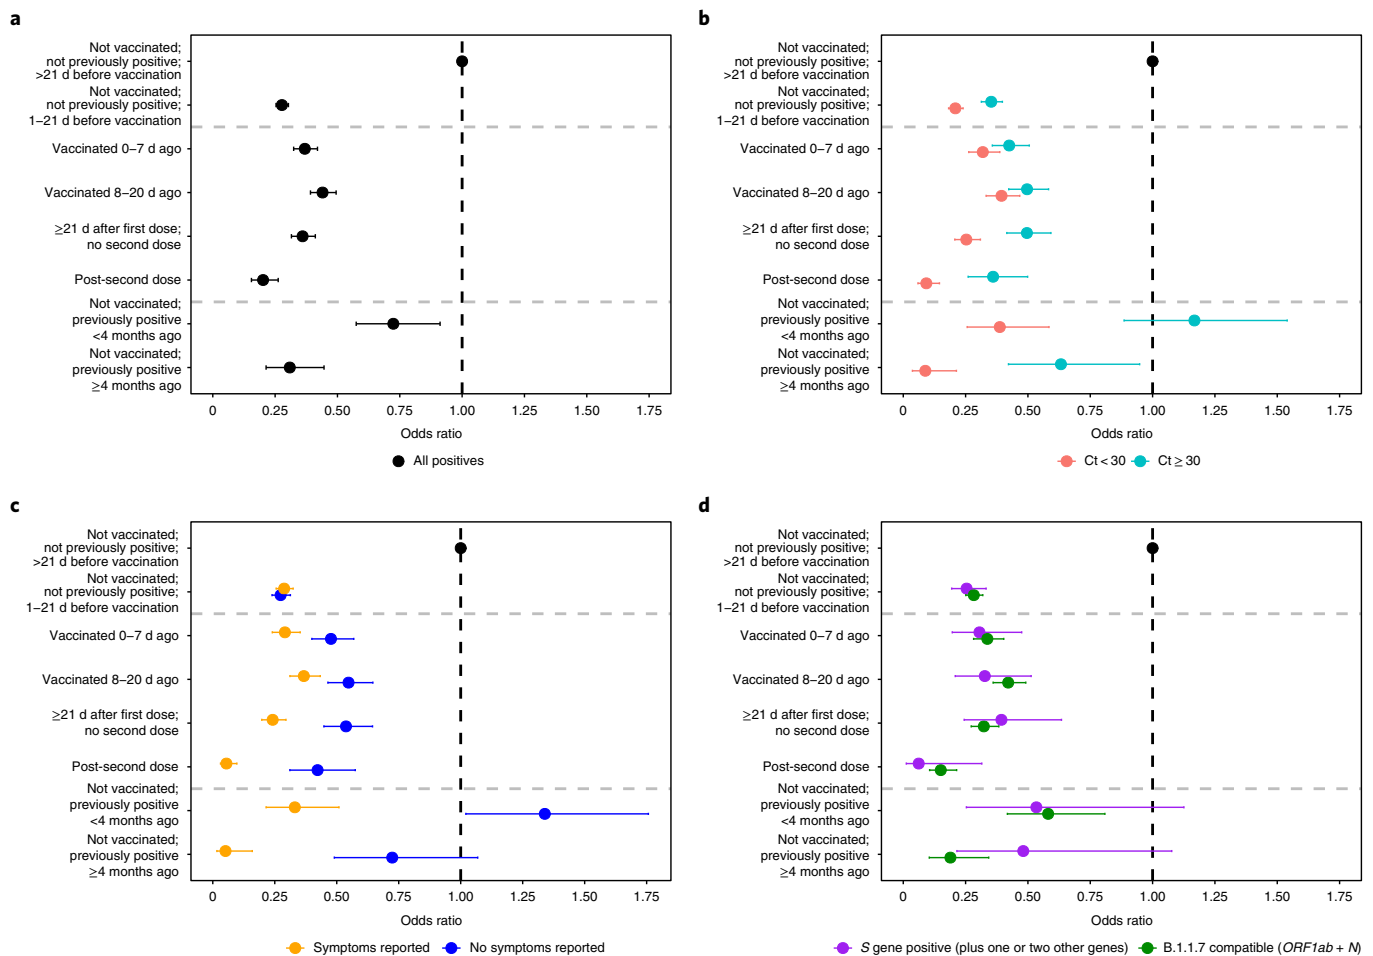 a
Not vaccinated;
not previously positive;
>21 d before vaccination
Not vaccinated;
not previously positive;
1–21 d before vaccination
Vaccinated 0–7 d ago
Vaccinated 8–20 d ago
≥21 d after first dose;
no second dose
Post-second dose
Not vaccinated;
previously positive
<4 months ago
Not vaccinated;
previously positive
≥4 months ago
0 0.25 0.50 0.75 1.00 1.25 1.50 1.75
Odds ratio
All positives
b
Not vaccinated;
not previously positive;
>21 d before vaccination
Not vaccinated;
not previously positive;
1–21 d before vaccination
Vaccinated 0–7 d ago
Vaccinated 8–20 d ago
≥21 d after first dose;
no second dose
Post-second dose
Not vaccinated;
previously positive
<4 months ago
Not vaccinated;
previously positive
≥4 months ago
0 0.25 0.50 0.75 1.00 1.25 1.50 1.75
Odds ratio
Ct < 30 Ct ≥ 30
c
Not vaccinated;
not previously positive;
>21 d before vaccination
Not vaccinated;
not previously positive;
1–21 d before vaccination
Vaccinated 0–7 d ago
Vaccinated 8–20 d ago
≥21 d after first dose;
no second dose
Post-second dose
Not vaccinated;
previously positive
<4 months ago
Not vaccinated;
previously positive
≥4 months ago
0 0.25 0.50 0.75 1.00 1.25 1.50 1.75
Odds ratio
Symptoms reported No symptoms reported
d
Not vaccinated;
not previously positive;
>21 d before vaccination
Not vaccinated;
not previously positive;
1–21 d before vaccination
Vaccinated 0–7 d ago
Vaccinated 8–20 d ago
≥21 d after first dose;
no second dose
Post-second dose
Not vaccinated;
previously positive
<4 months ago
Not vaccinated;
previously positive
≥4 months ago
0 0.25 0.50 0.75 1.00 1.25 1.50 1.75
Odds ratio
S gene positive (plus one or two other genes) B.1.1.7 compatible (ORF1ab + N)